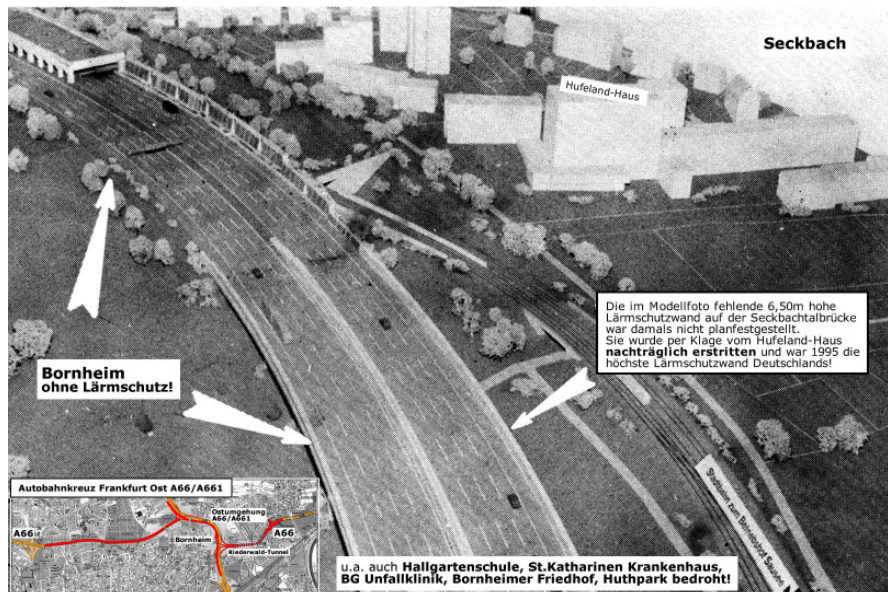 Seckbach
Hufeland-Haus
Die im Modellfoto fehlende 6,50m hohe
Lärmschutzwand auf der Seckbachtalbrücke
war damals nicht planfestgestellt.
Sie wurde per Klage vom Hufeland-Haus
nachträglich erstritten und war 1995 die
höchste Lärmschutzwand Deutschlands!
Bornheim
ohne Lärmschutz!
Stadtbahn zum Betriebshof
Autobahnkreuz Frankfurt Ost A66/A661
A66
Ostumgehung
A66/A661
Bornheim
A66
Riederwald-Tunnel
u.a. auch Hallgartenschule, St.Katharinen Krankenhaus,
BG Unfallklinik, Bornheimer Friedhof, Huthpark bedroht!